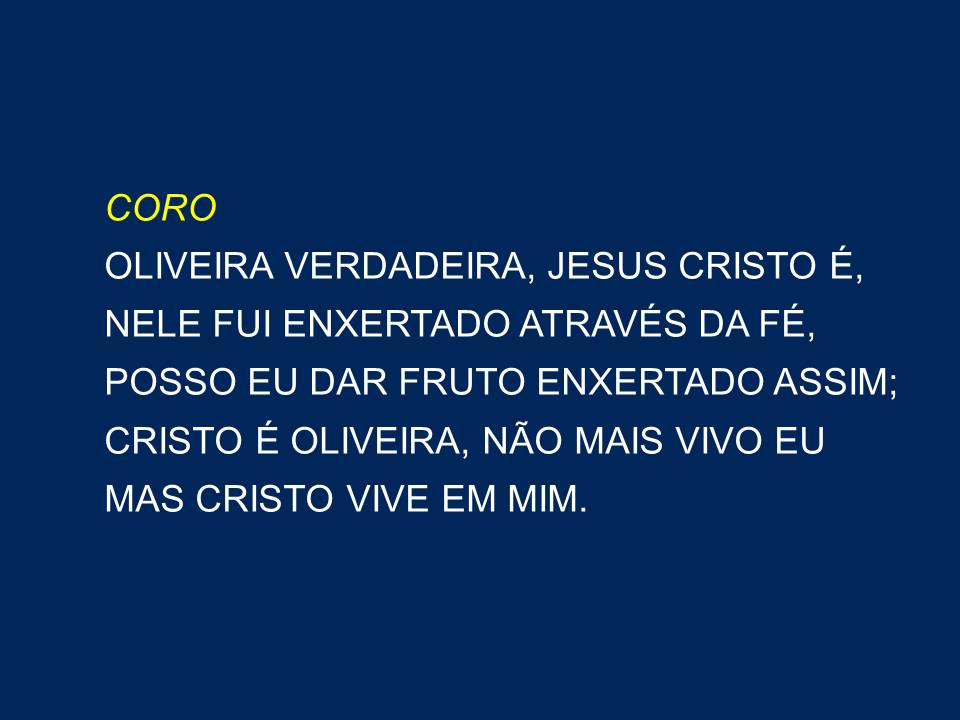 CORO
OLIVEIRA VERDADEIRA, JESUS CRISTO É,
NELE FUI ENXERTADO ATRAVÉS DA FÉ,
POSSO EU DAR FRUTO ENXERTADO ASSIM;
CRISTO É OLIVEIRA, NÃO MAIS VIVO EU
MAS CRISTO VIVE EM MIM.